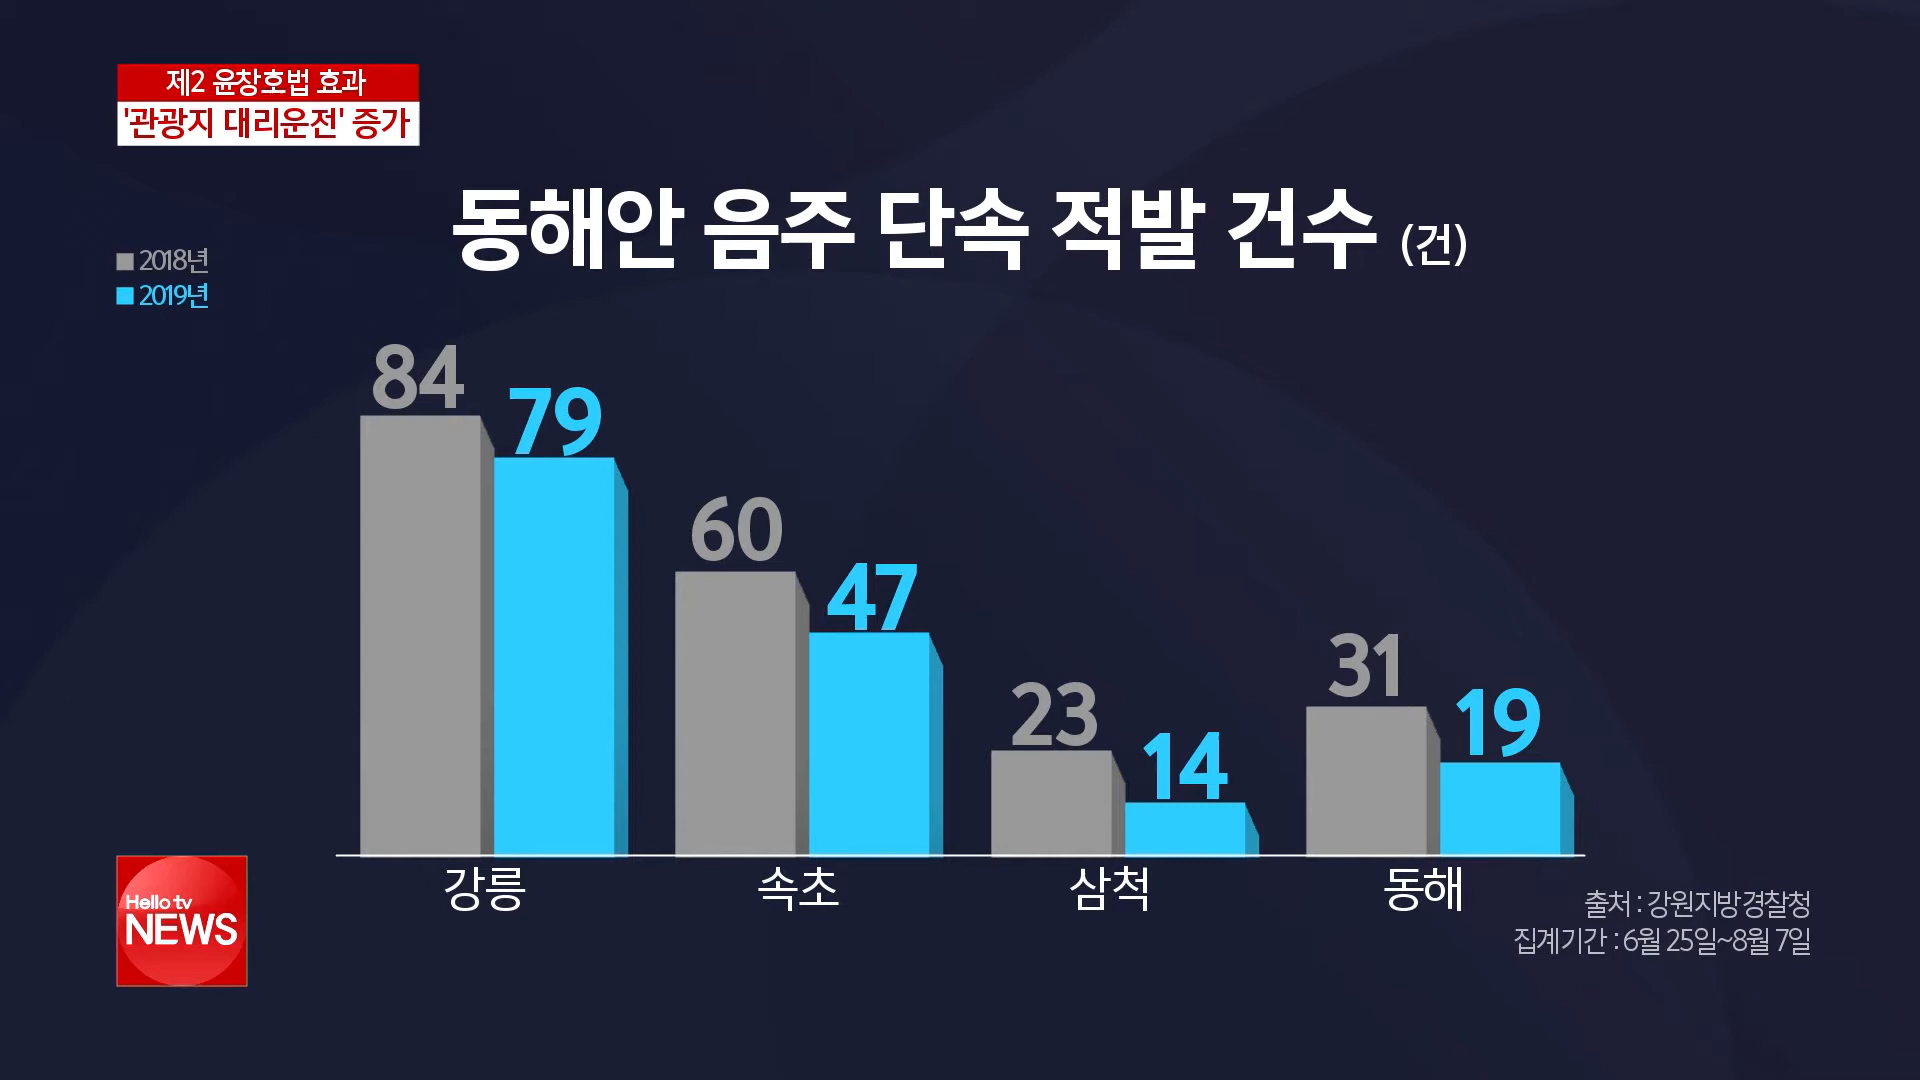 제2 윤창호법 효과
'관광지 대리운전' 증가
동해안 음주 단속 적발 건수 (건)
2018년
2019년
84
79
60
47
23
14
31
19
강릉
속초
삼척
동해
출처 : 강원지방경찰청
집계기간 : 6월 25일~8월 7일
Hello tv
NEWS